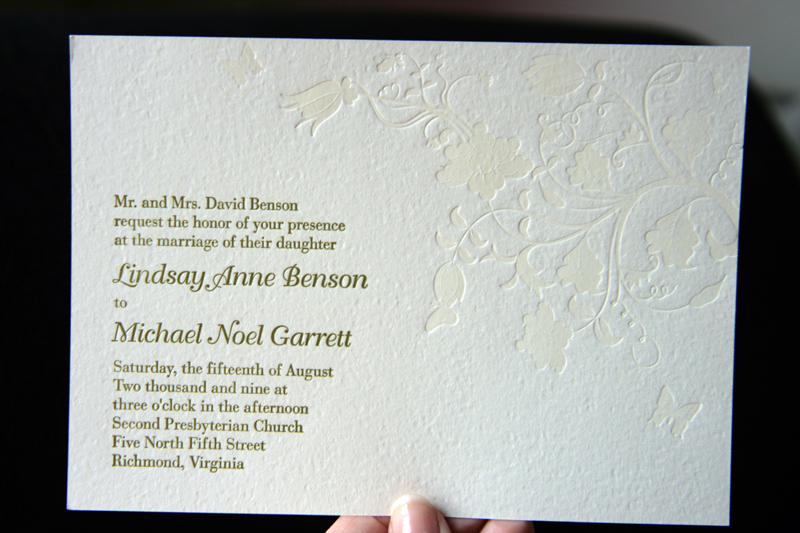 Mr. and Mrs. David Benson
request the honor of your presence
at the marriage of their daughter
Lindsay Anne Benson
to
Michael Noel Garrett
Saturday, the fifteenth of August
Two thousand and nine at
three o'clock in the afternoon
Second Presbyterian Church
Five North Fifth Street
Richmond, Virginia